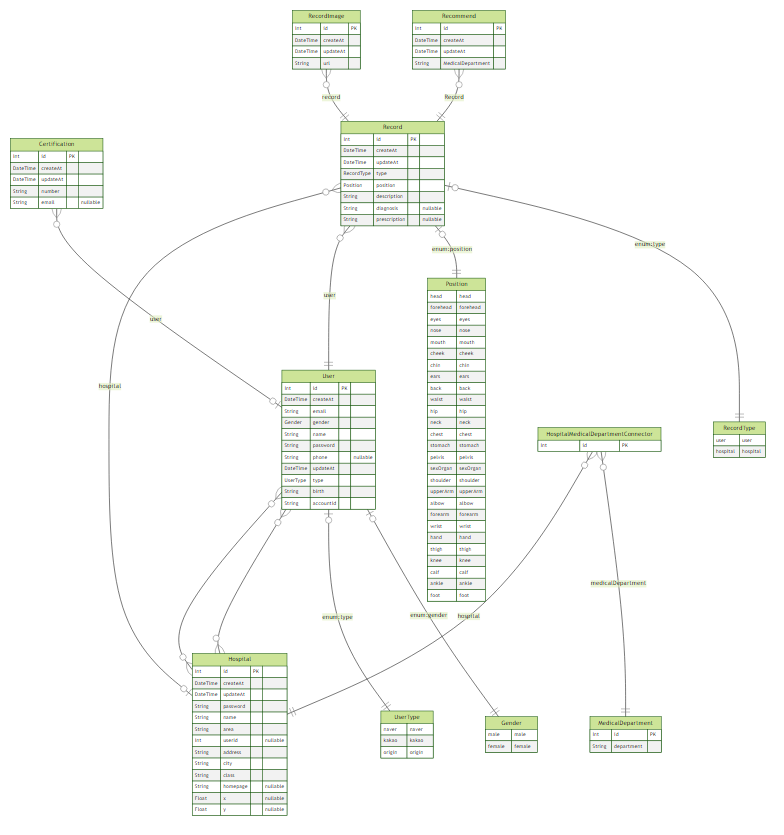 RecordImage
Int id PK
DateTime createAt
DateTime updateAt
String url
Recommend
Int id PK
DateTime createAt
DateTime updateAt
String MedicalDepartment
record
Record
Record
Int id PK
DateTime createAt
DateTime updateAt
RecordType type
Position position
String description
String diagnosis nullable
String prescription nullable
Certification
Int id PK
DateTime createAt
DateTime updateAt
String number
String email nullable
enum:type
enum:position
user
user
hospital
Position
head head
forehead forehead
eyes eyes
nose nose
mouth mouth
cheek cheek
chin chin
ears ears
back back
waist waist
hip hip
neck neck
chest chest
stomach stomach
pelvis pelvis
sexOrgan sexOrgan
shoulder shoulder
upperArm upperArm
albow albow
forearm forearm
wrist wrist
hand hand
thigh thigh
knee knee
calf calf
ankle ankle
foot foot
User
Int id PK
DateTime createAt
String email
Gender gender
String name
String password
String phone nullable
DateTime updateAt
UserType type
String birth
String accountId
HospitalMedicalDepartmentConnector
Int id PK
RecordType
user user
hospital hospital
medicalDepartment
enum:type
enum:gender
hospital
Hospital
Int id PK
DateTime createAt
DateTime updateAt
String password
String name
String area
Int userId nullable
String address
String city
String class
String homepage nullable
Float x nullable
Float y nullable
UserType
naver naver
kakao kakao
origin origin
Gender
male male
female female
MedicalDepartment
Int id PK
String department